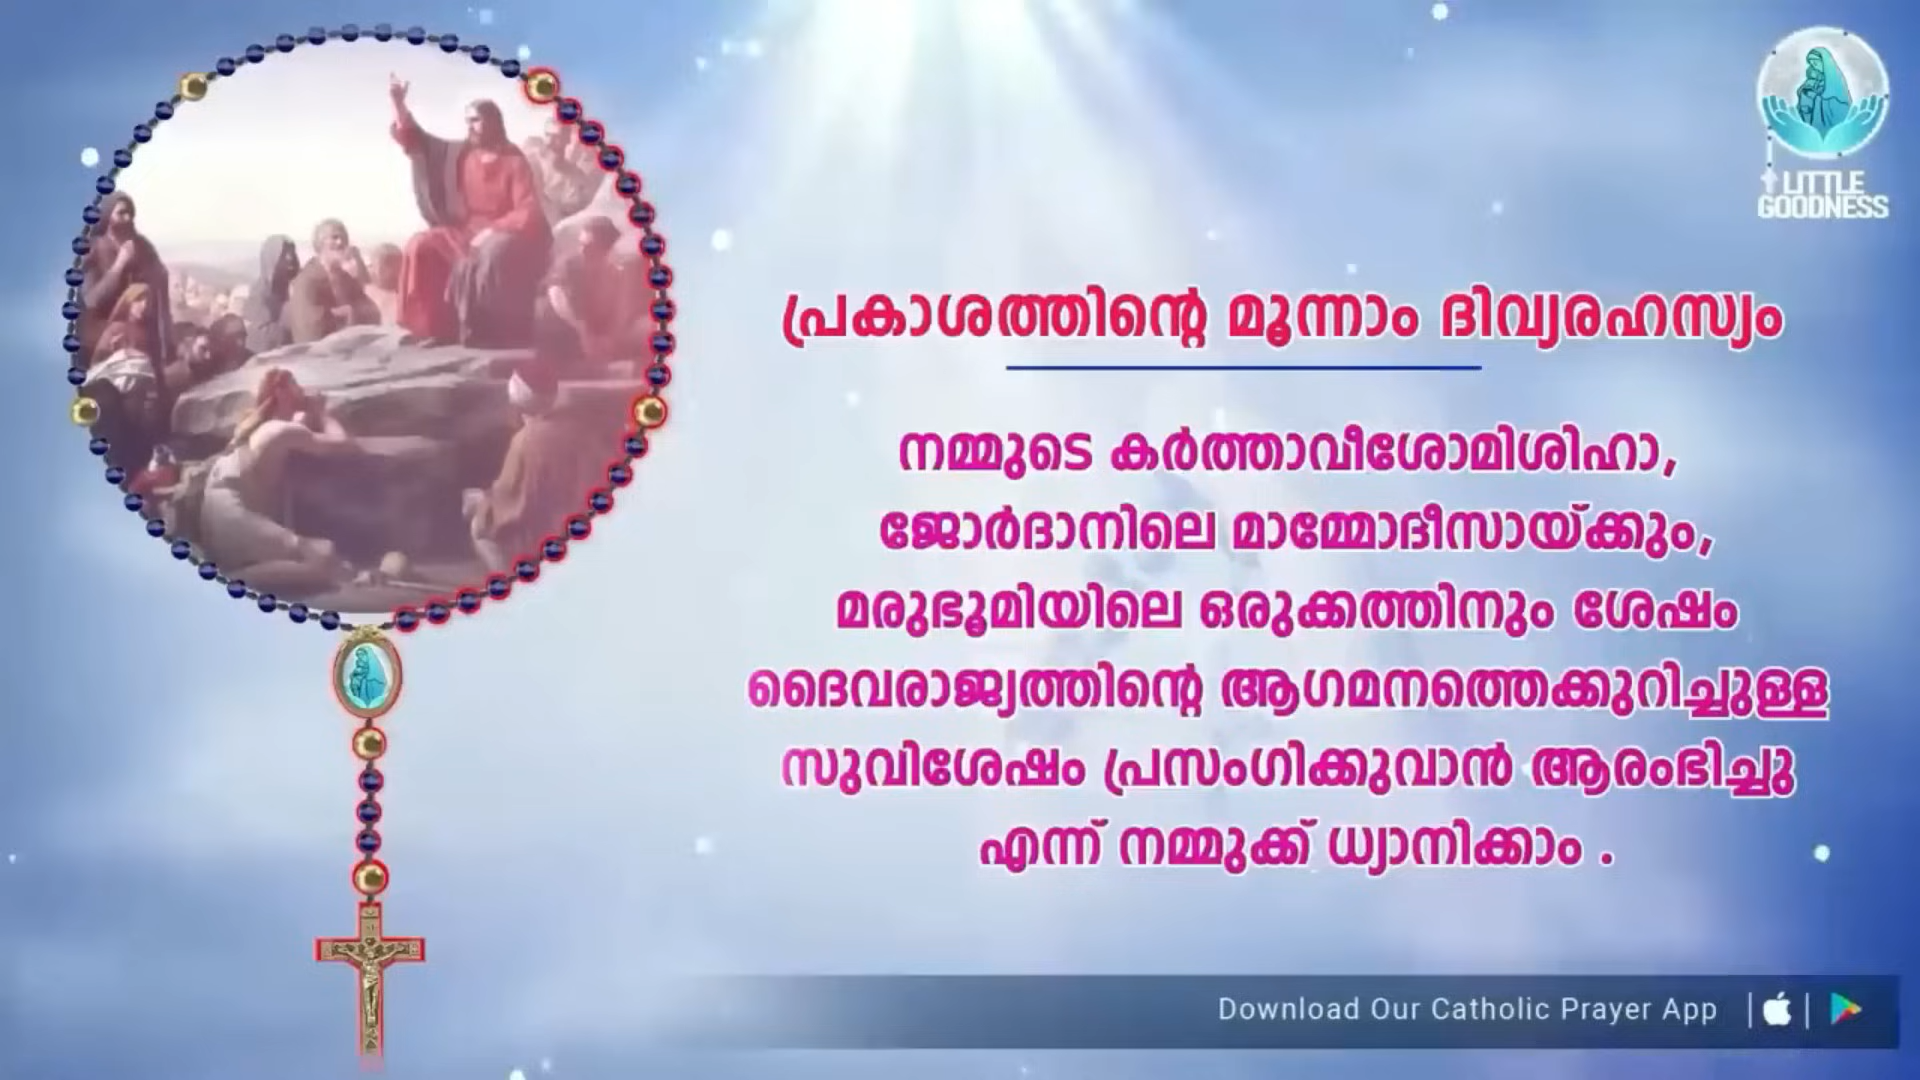 LITTLE
GOODNESS
പ്രകാശത്തിന്റെ മൂന്നാം ദിവ്യരഹസ്യം
നമ്മുടെ കർത്താവീശോമിശിഹാ,
ജോർദാനിലെ മാമ്മോദീസായ്ക്കും,
മരുഭൂമിയിലെ ഒരുക്കത്തിനും ശേഷം
ദൈവരാജ്യത്തിന്റെ ആഗമനത്തെക്കുറിച്ചുള്ള
സുവിശേഷം പ്രസംഗിക്കുവാൻ ആരംഭിച്ചു
എന്ന് നമ്മുക്ക് ധ്യാനിക്കാം .
Download Our Catholic Prayer App